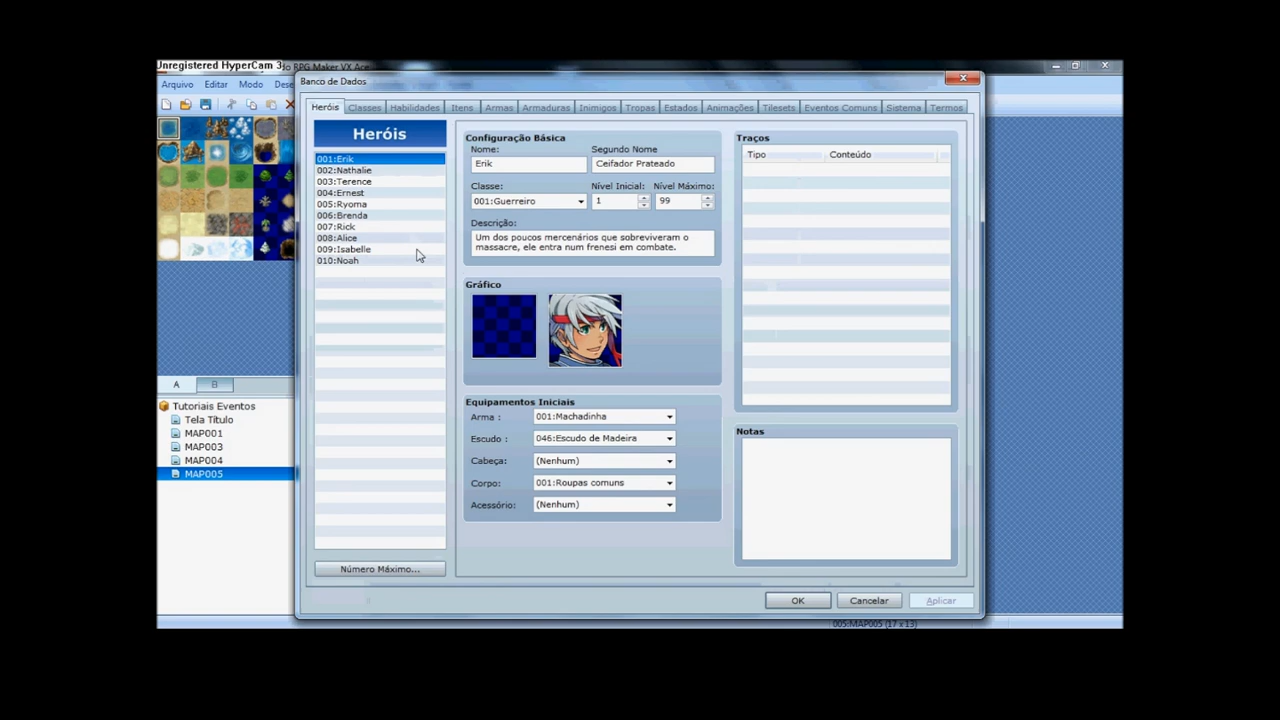 Unregistered HyperCam 3
do RPG Maker VX Ace
Arquivo Editar Modo Dese
Banco de Dados
Heróis Classes Habilidades Itens Armas Armaduras Inimigos Tropas Estados Animações Tilesets Eventos Comuns Sistema Termos
Heróis
001:Erik
002:Nathalie
003:Terence
004:Ernest
005:Ryoma
006:Brenda
007:Rick
008:Alice
009:Isabelle
010:Noah
Número Máximo...
Configuração Básica
Nome: Segundo Nome
Erik Ceifador Prateado
Classe: Nível Inicial: Nível Máximo:
001:Guerreiro 1 99
Descrição:
Um dos poucos mercenários que sobreviveram o
massacre, ele entra num frenesi em combate.
Gráfico
Equipamentos Iniciais
Arma : 001:Machadinha
Escudo : 046:Escudo de Madeira
Cabeça: (Nenhum)
Corpo: 001:Roupas comuns
Acessório: (Nenhum)
Traços
Tipo Conteúdo
Notas
OK Cancelar Aplicar
A B
Tutoriais Eventos
Tela Título
MAP001
MAP003
MAP004
MAP005
005:MAP005 (17 x 13)